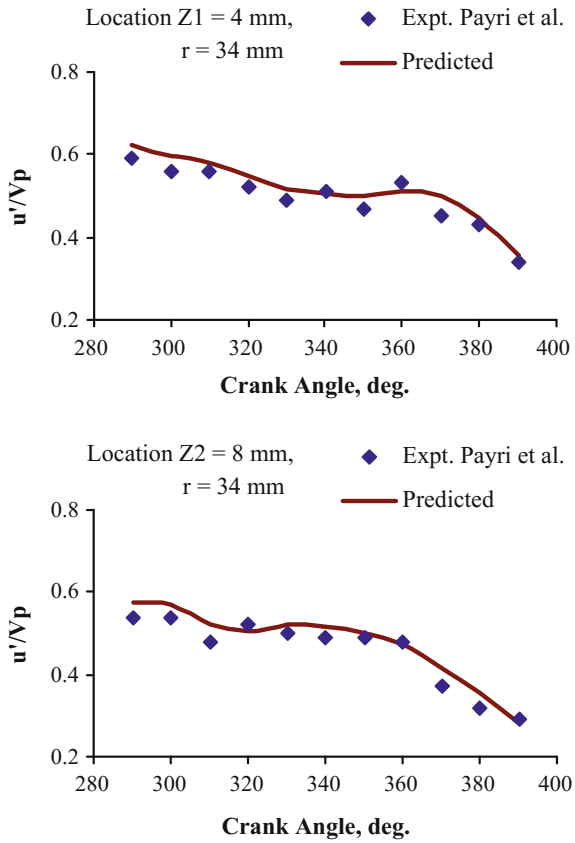 Location Z1 = 4 mm,
r = 34 mm
Expt. Payri et al.
Predicted
0.8
0.6
0.4
0.2
u'/Vp
280 300 320 340 360 380 400
Crank Angle, deg.
Location Z2 = 8 mm,
r = 34 mm
Expt. Payri et al.
Predicted
0.8
0.6
0.4
0.2
u'/Vp
280 300 320 340 360 380 400
Crank Angle, deg.